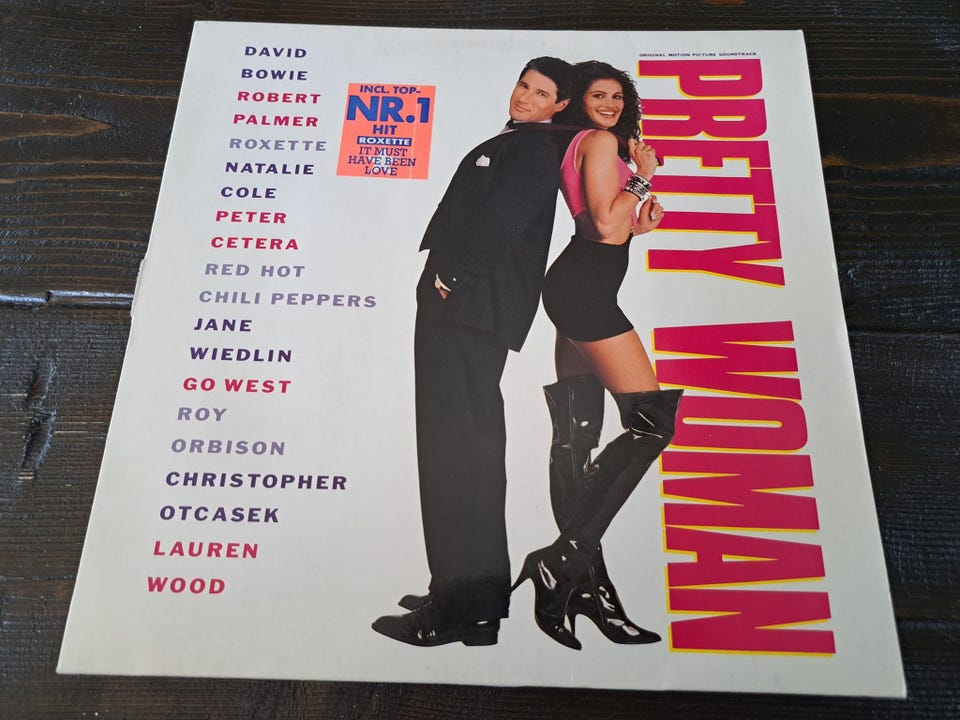 DAVID
BOWIE
ROBERT
PALMER
ROXETTE
NATALIE
COLE
PETER
CETERA
RED HOT
CHILI PEPPERS
JANE
WIEDLIN
GO WEST
ROY
ORBISON
CHRISTOPHER
OTCASEK
LAUREN
WOOD
INCL. TOP-
NR.1
HIT
ROXETTE
IT MUST
HAVE BEEN
LOVE
ORIGINAL MOTION PICTURE SOUNDTRACK
PRETTY WOMAN